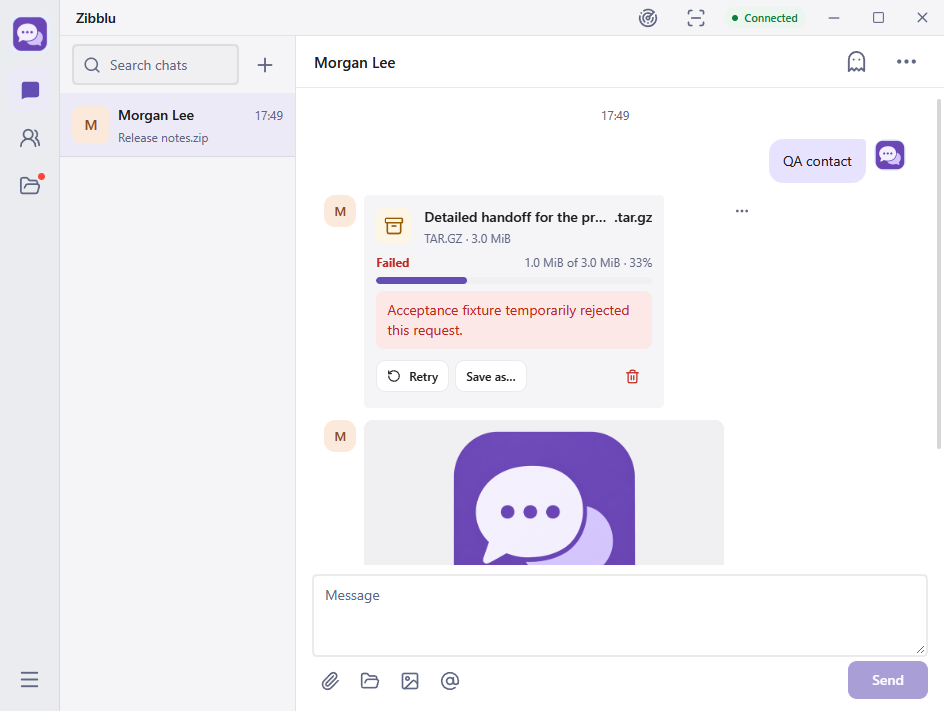 Zibblu
Connected
Search chats
Morgan Lee
17:49
Release notes.zip
M
Morgan Lee
17:49
QA contact
M
Detailed handoff for the pr... .tar.gz
TAR.GZ · 3.0 MiB
Failed
1.0 MiB of 3.0 MiB · 33%
Acceptance fixture temporarily rejected
this request.
Retry
Save as...
M
Message
Send